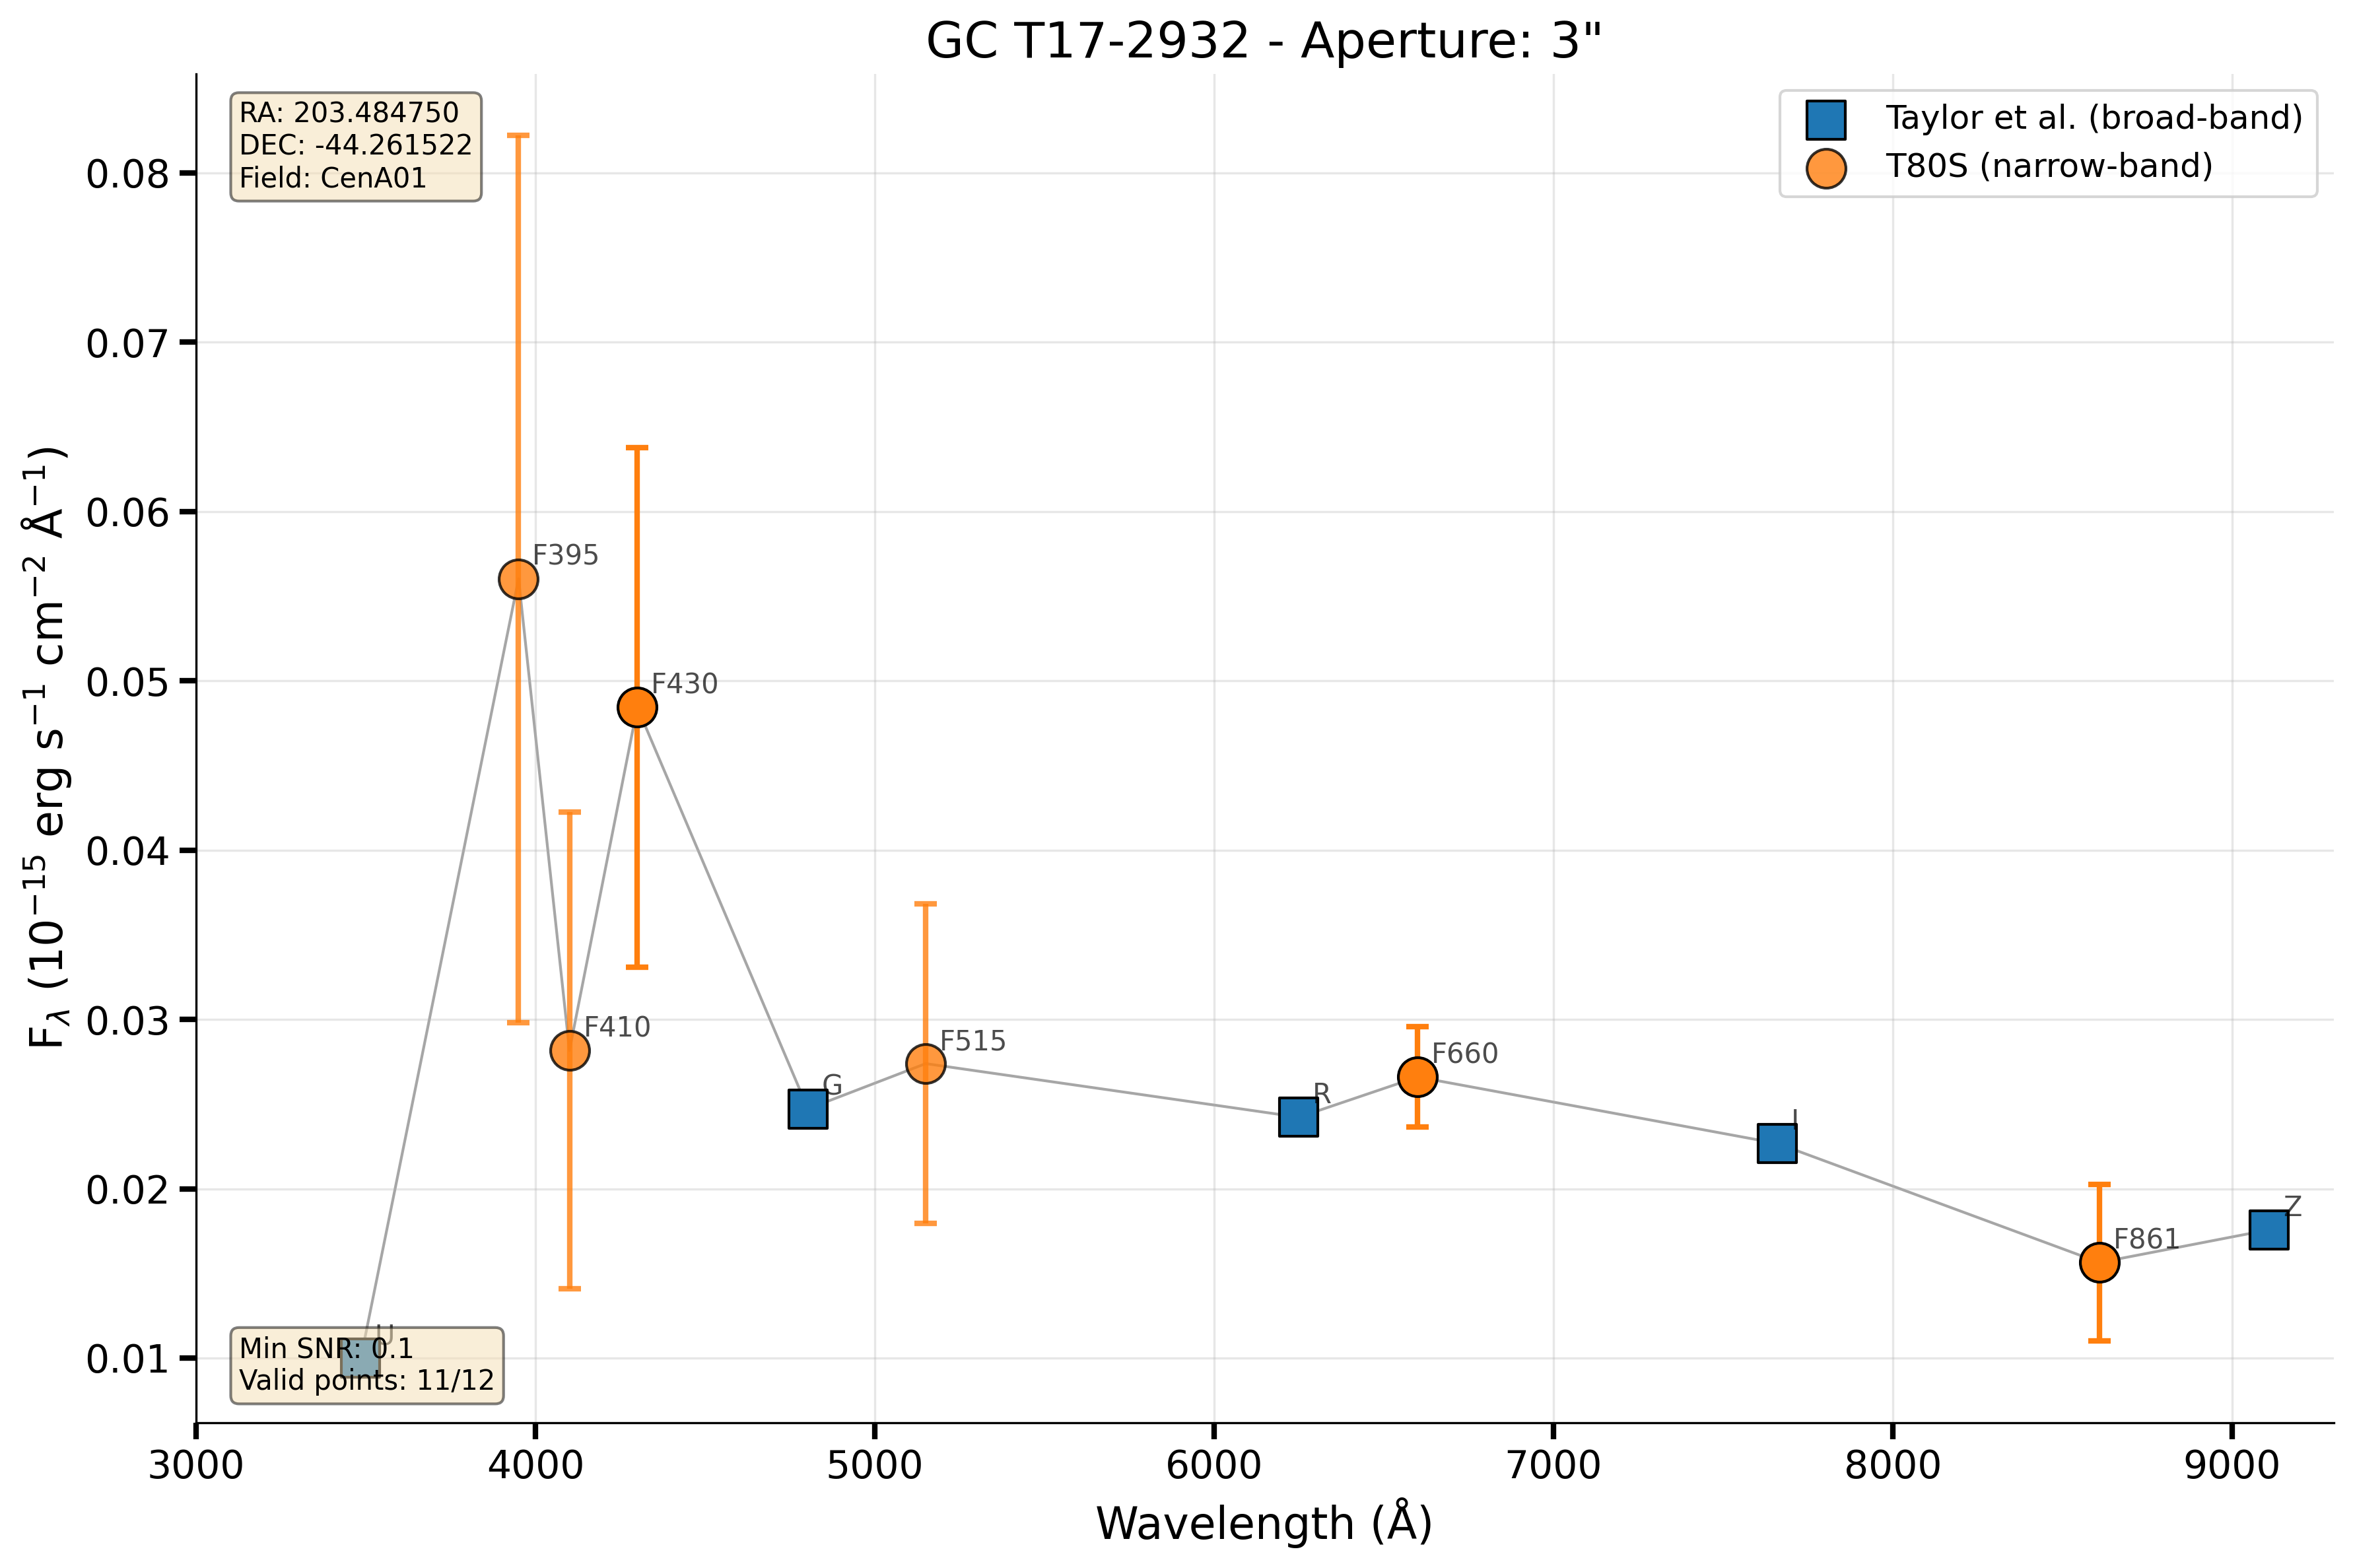 GC T17-2932 - Aperture: 3"
RA: 203.484750
DEC: -44.261522
Field: CenA01
Taylor et al. (broad-band)
T80S (narrow-band)
F$_{λ}$ (10$^{-15}$ erg s$^{-1}$ cm$^{-2}$ Å$^{-1}$)
0.08
0.07
0.06
0.05
0.04
0.03
0.02
0.01
U
F395
F410
F430
G
F515
R
F660
I
F861
Z
Min SNR: 0.1
Valid points: 11/12
3000
4000
5000
6000
7000
8000
9000
Wavelength (Å)